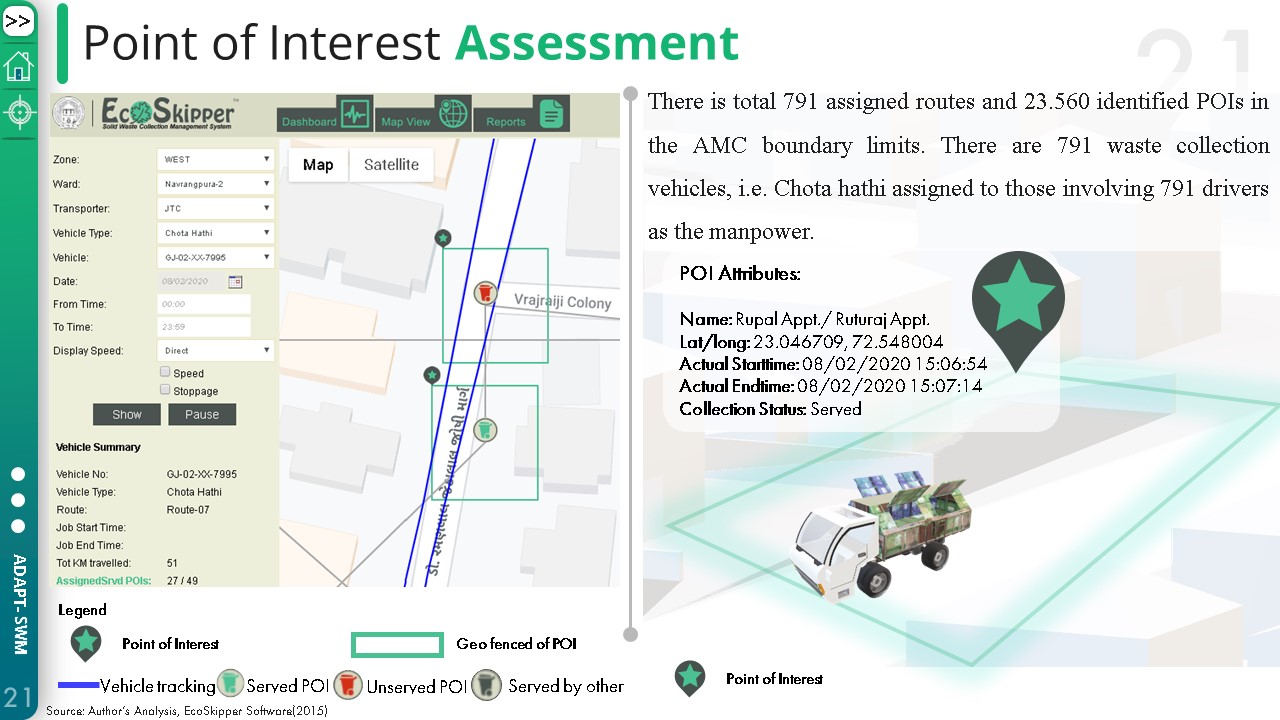 >>
Point of Interest Assessment
21
EcoSkipper
Solid Waste Collection Management System
Dashboard
Map View
Reports
Zone: WEST
Ward: Navrangpura-2
Transporter: JTC
Vehicle Type: Chota Hathi
Vehicle: GJ-02-XX-7995
Date: 08/02/2020
From Time: 00:00
To Time: 23:59
Display Speed: Direct
Speed
Stoppage
Show Pause
Vehicle Summary
Vehicle No: GJ-02-XX-7995
Vehicle Type: Chota Hathi
Route: Route-07
Job Start Time:
Job End Time:
Tot KM travelled: 51
AssignedSrvd POIs: 27 / 49
Map Satellite
Vrajraiji Colony
Legend
Point of Interest
Geo fenced of POI
Vehicle tracking Served POI Unserved POI Served by other
Source: Author's Analysis, EcoSkipper Software(2015)
There is total 791 assigned routes and 23.560 identified POIs in
the AMC boundary limits. There are 791 waste collection
vehicles, i.e. Chota hathi assigned to those involving 791 drivers
as the manpower.
POI Attributes:
Name: Rupal Appt./ Ruturaj Appt.
Lat/long: 23.046709, 72.548004
Actual Starttime: 08/02/2020 15:06:54
Actual Endtime: 08/02/2020 15:07:14
Collection Status: Served
Point of Interest
ADAPT- SWM
21